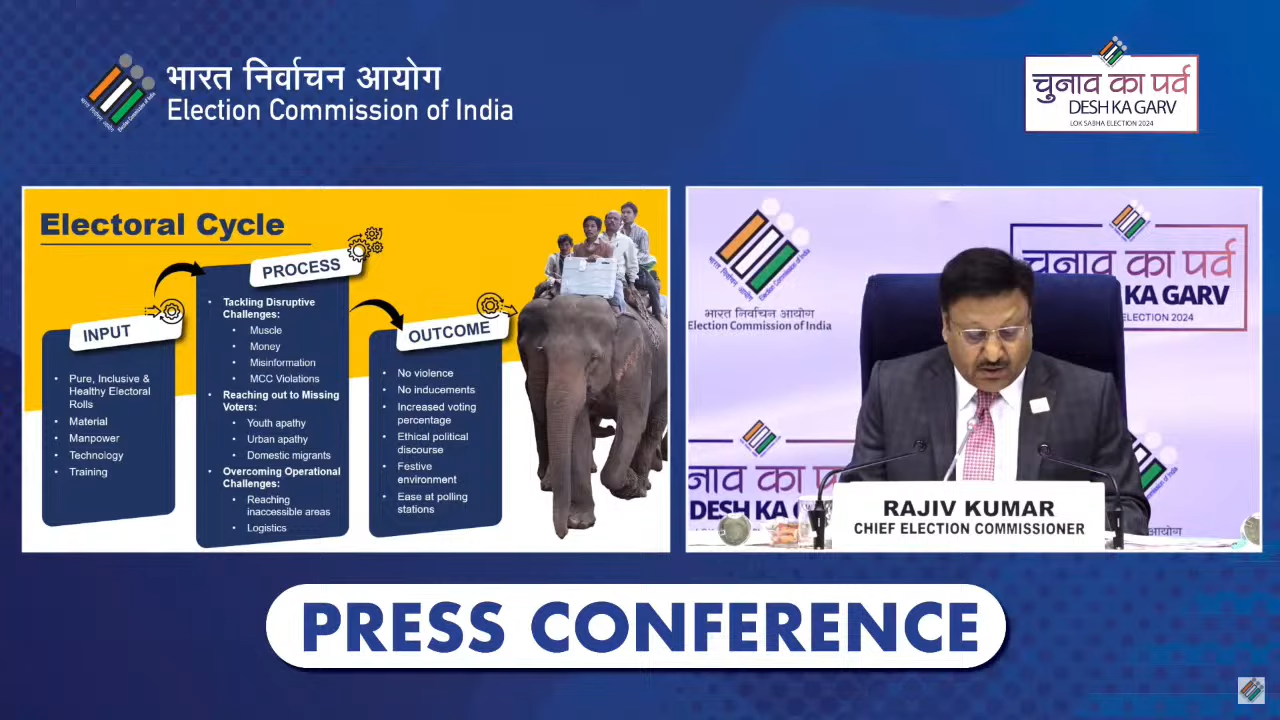 भारत निर्वाचन आयोग
Election Commission of India
चुनाव का पर्व
DESH KA GARV
LOK SABHA ELECTION 2024
Electoral Cycle
INPUT
• Pure, Inclusive &
Healthy Electoral
Rolls
• Material
• Manpower
• Technology
• Training
PROCESS
• Tackling Disruptive
Challenges:
• Muscle
• Money
• Misinformation
• MCC Violations
• Reaching out to Missing
Voters:
• Youth apathy
• Urban apathy
• Domestic migrants
• Overcoming Operational
Challenges:
• Reaching
inaccessible areas
• Logistics
OUTCOME
• No violence
• No inducements
• Increased voting
percentage
• Ethical political
discourse
• Festive
environment
• Ease at polling
stations
भारत निर्वाचन आयोग
Election Commission of India
चुनाव का पर्व
KA GARV
ELECTION 2024
नाव का प
DESH KA
RAJIV KUMAR
CHIEF ELECTION COMMISSIONER
PRESS CONFERENCE